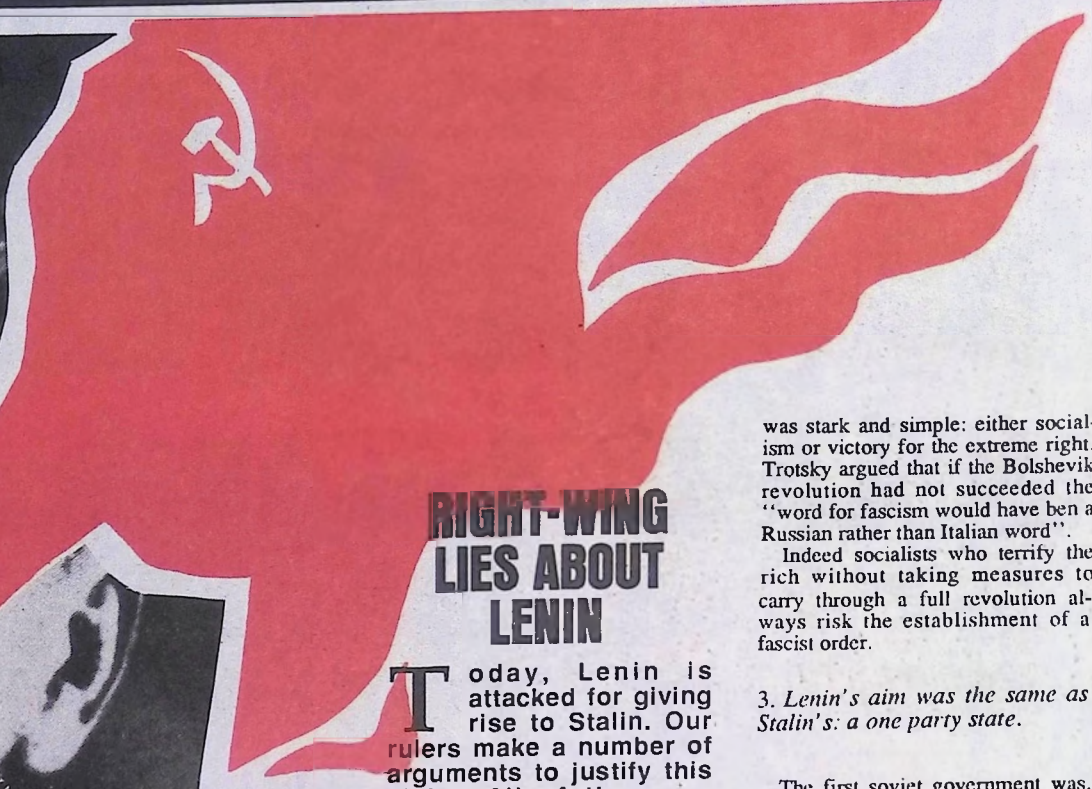 RIGHT-WING
LIES ABOUT
LENIN
Today, Lenin is
attacked for giving
rise to Stalin. Our
rulers make a number of
arguments to justify this
was stark and simple: either social-
ism or victory for the extreme right.
Trotsky argued that if the Bolshevik
revolution had not succeeded the
“word for fascism would have ben a
Russian rather than Italian word”.
Indeed socialists who terrify the
rich without taking measures to
carry through a full revolution al-
ways risk the establishment of a
fascist order.
3. Lenin's aim was the same as
Stalin's: a one party state.
The first soviet government was